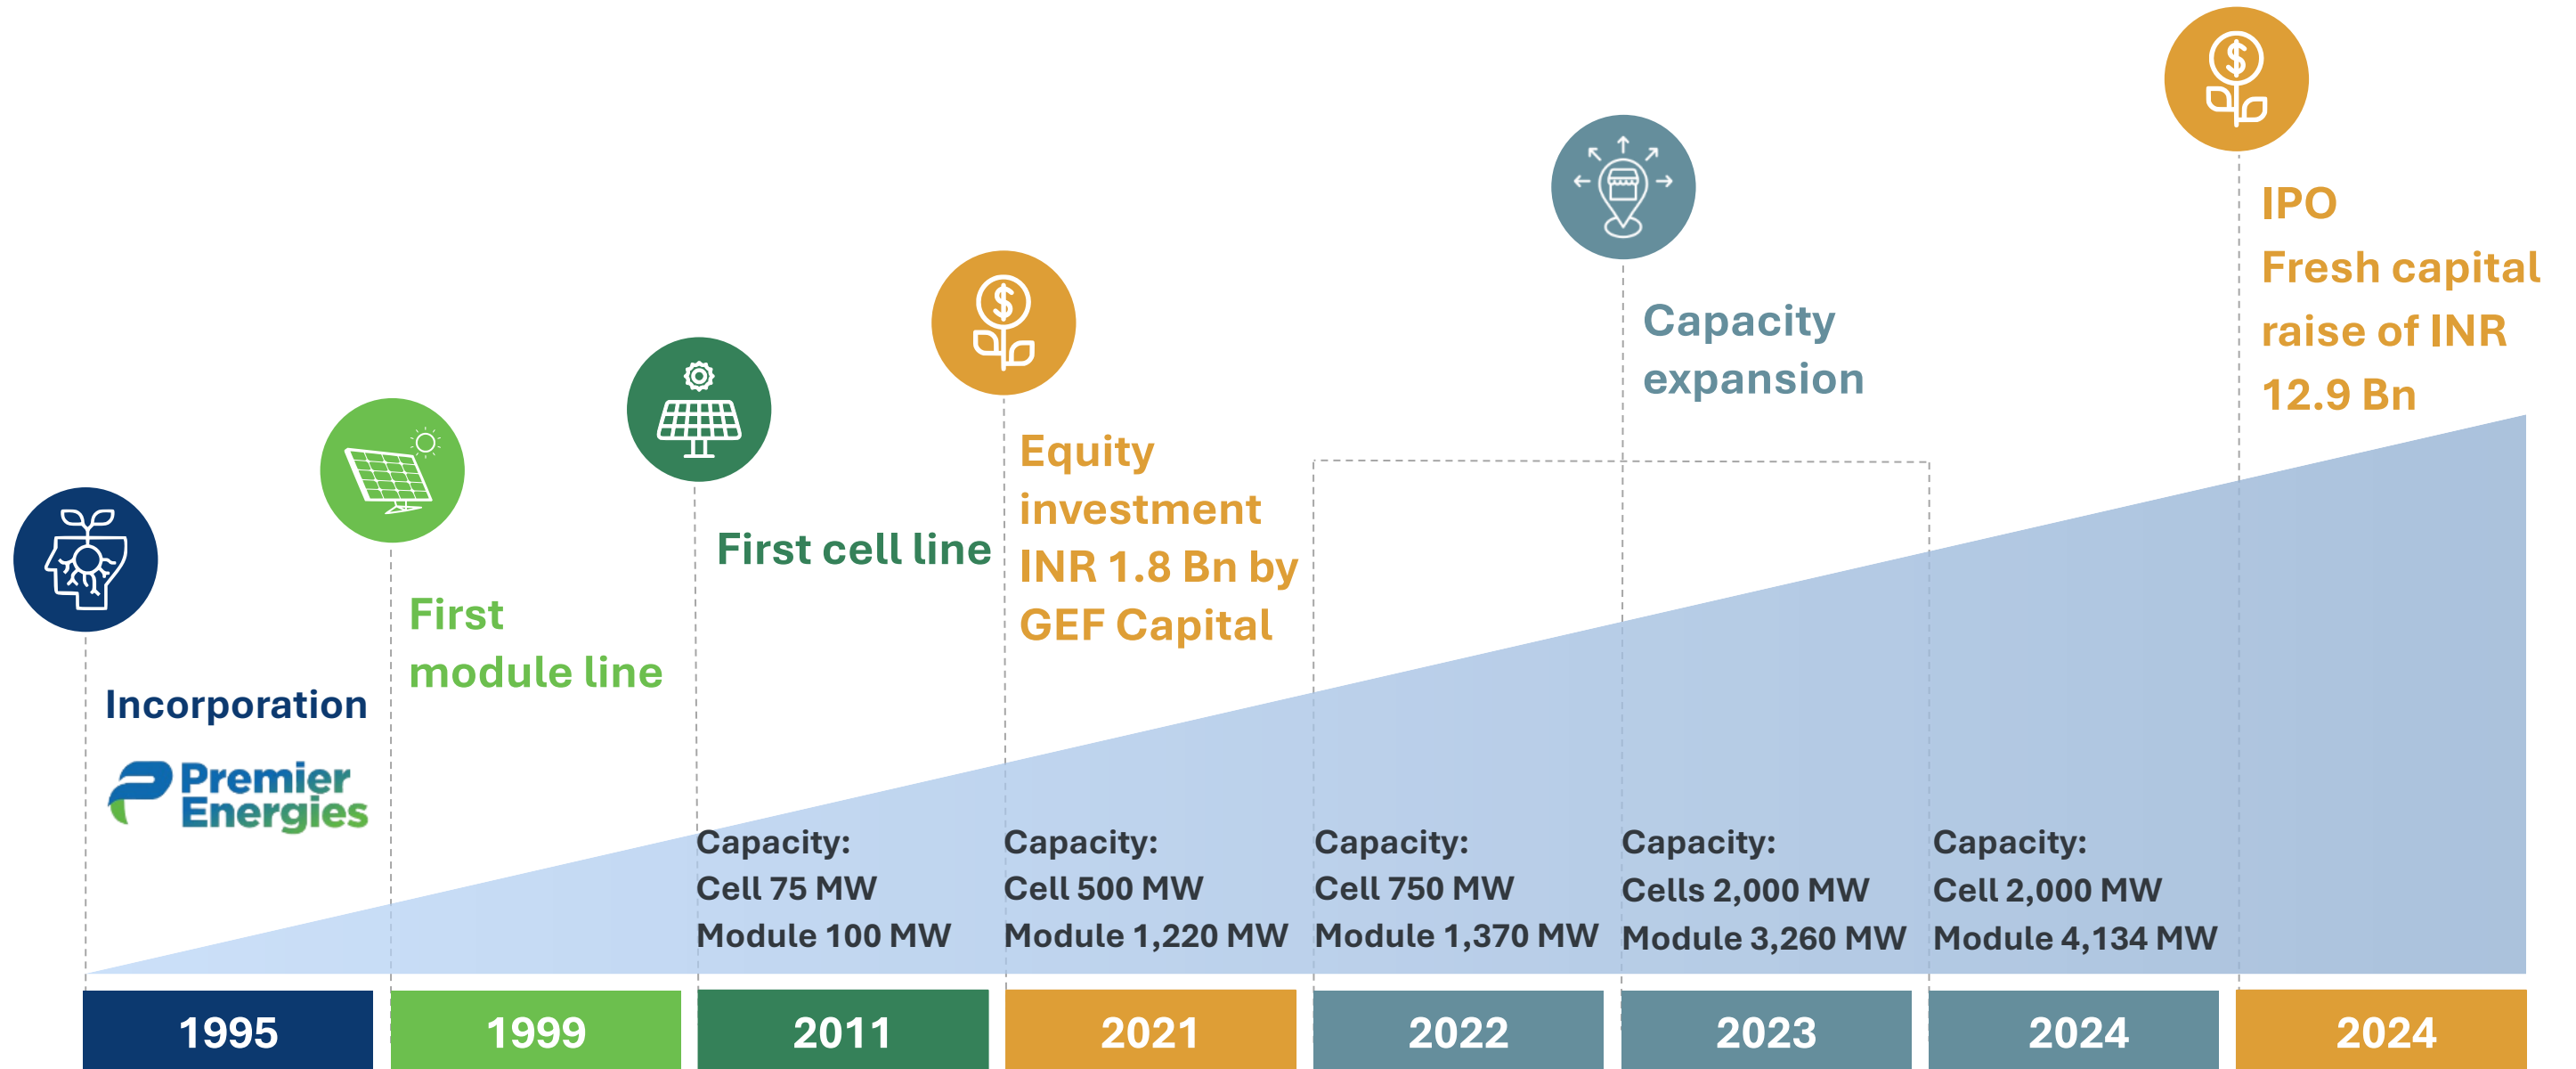 Incorporation
Premier
Energies
First
module line
First cell line
Equity
investment
INR 1.8 Bn by
GEF Capital
Capacity
expansion
IPO
Fresh capital
raise of INR
12.9 Bn
Capacity:
Cell 75 MW
Module 100 MW
Capacity:
Cell 500 MW
Module 1,220 MW
Capacity:
Cell 750 MW
Module 1,370 MW
Capacity:
Cells 2,000 MW
Module 3,260 MW
Capacity:
Cell 2,000 MW
Module 4,134 MW
1995
1999
2011
2021
2022
2023
2024
2024